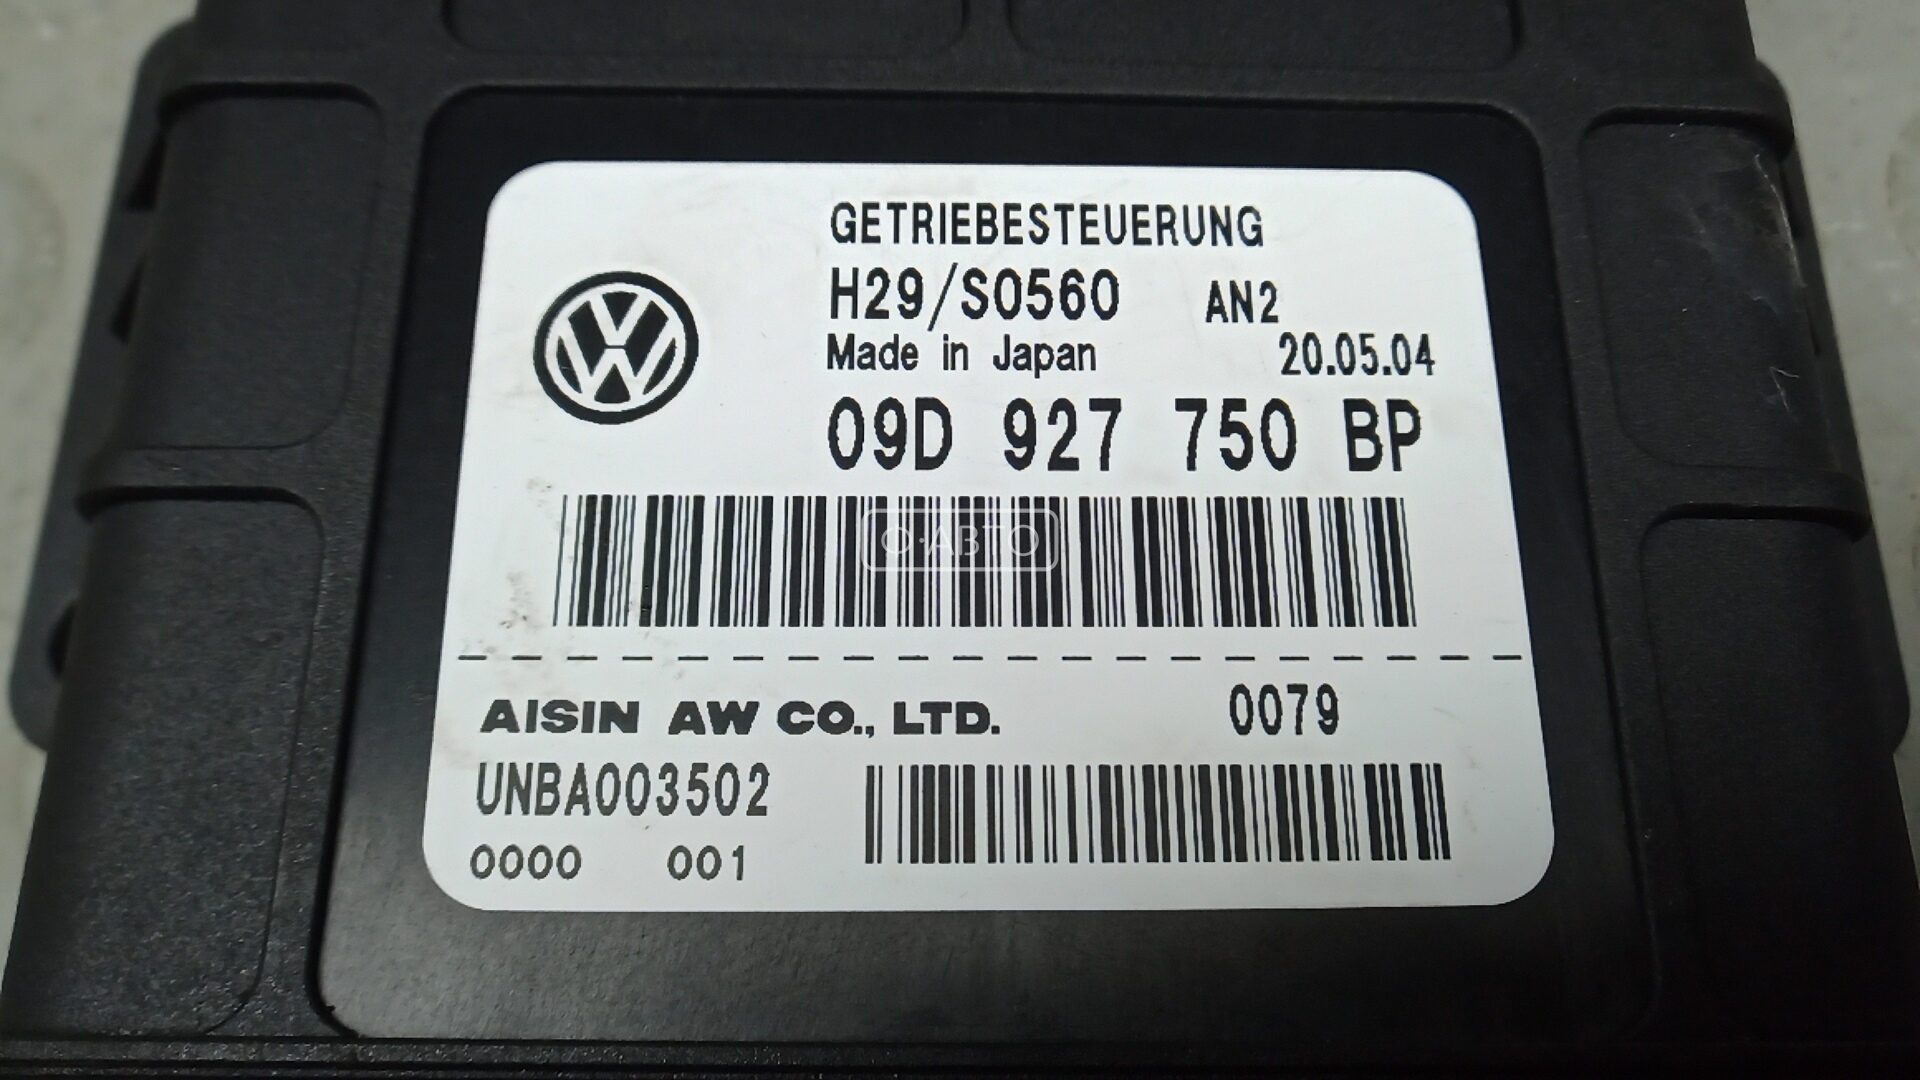 GETRIEBESTEUERUNG
H29/S0560 AN2
Made in Japan 20.05.04
09D 927 750 BP
О·АВТО
AISIN AW CO., LTD. 0079
UNBA003502
0000 001